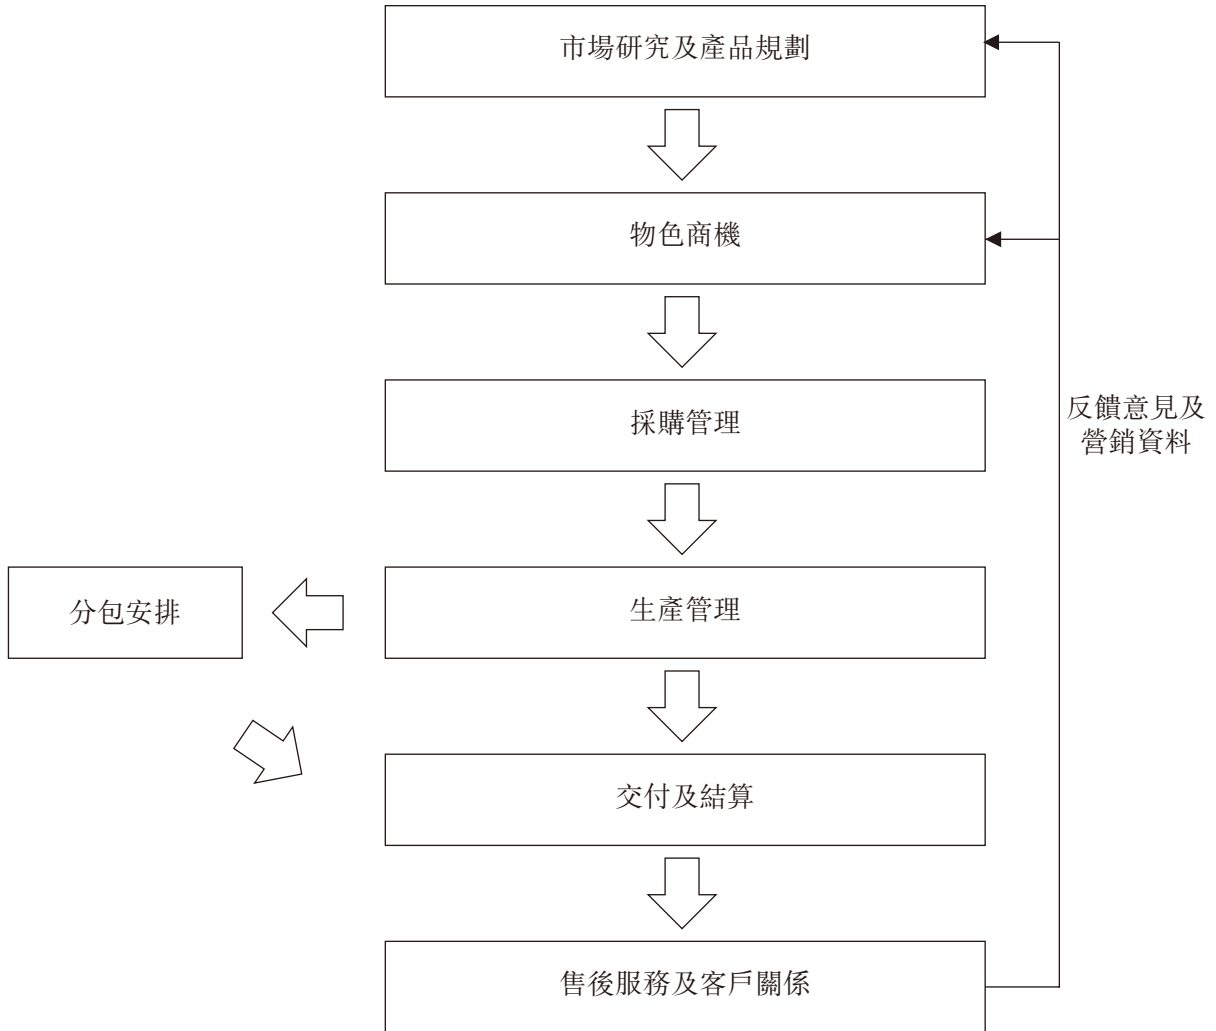 市場研究及產品規劃
物色商機
採購管理
反饋意見及
營銷資料
分包安排
生產管理
交付及結算
售後服務及客戶關係